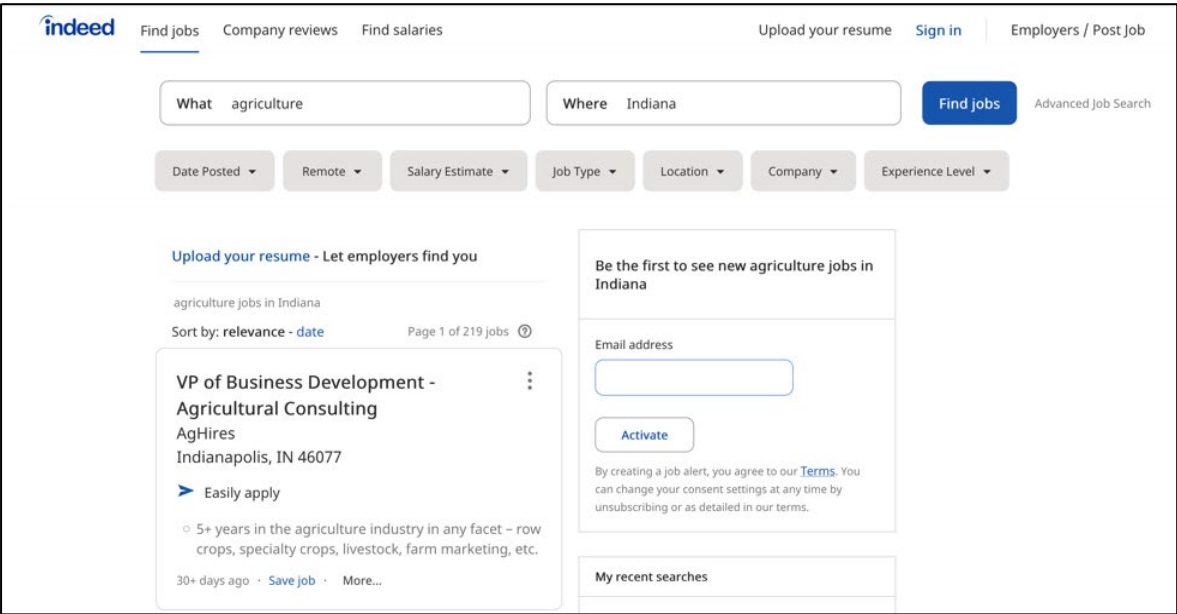 indeed Find jobs Company reviews Find salaries Upload your resume Sign in Employers / Post Job
What agriculture Where Indiana Find jobs Advanced Job Search
Date Posted Remote Salary Estimate Job Type Location Company Experience Level
Upload your resume - Let employers find you
agriculture jobs in Indiana
Sort by: relevance - date Page 1 of 219 jobs ?
VP of Business Development -
Agricultural Consulting
AgHires
Indianapolis, IN 46077
Easily apply
5+ years in the agriculture industry in any facet – row
crops, specialty crops, livestock, farm marketing, etc.
30+ days ago · Save job · More...
Be the first to see new agriculture jobs in
Indiana
Email address
Activate
By creating a job alert, you agree to our Terms. You
can change your consent settings at any time by
unsubscribing or as detailed in our terms.
My recent searches